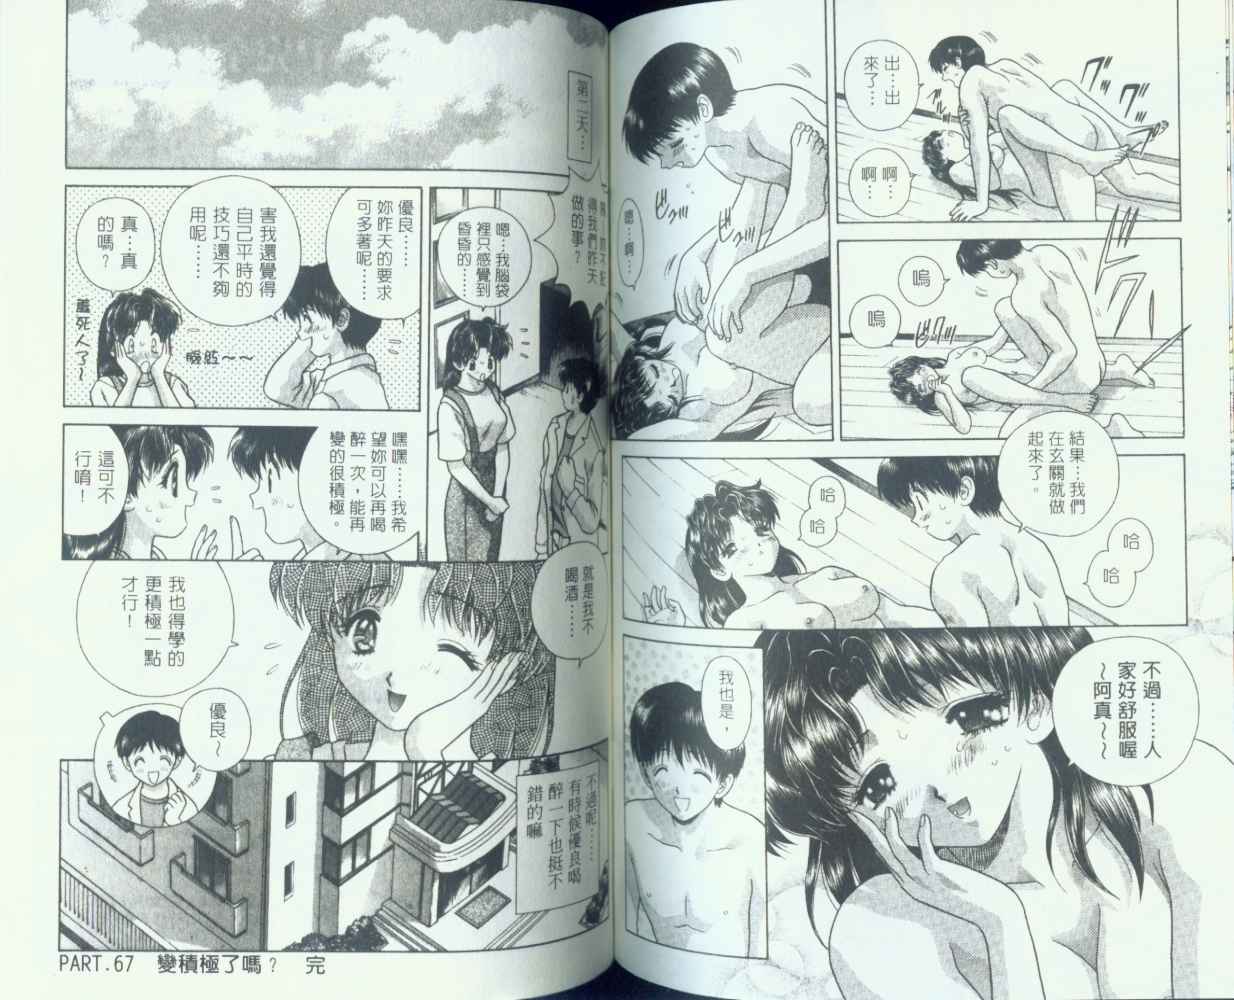 出…出
來了…
啊…
啊…
嗚
嗚
嗯…啊…
結果…我們
在玄關就做
起來了。
哈
哈
哈
哈
不過……人
家好舒服喔
～阿真～～
我也是，
第二天…
得我們昨天
做的事？
嗯…我腦袋
裡只感覺到
昏昏的……
優良……
妳昨天的要求
可多著呢……
害我還覺得
自己平時的
技巧還不夠
用呢………
真…真
的嗎？
羞死人了～
嘿嘿……我希
望妳可以再喝
醉一次，能再
變的很積極。
這可不
行唷！
就是我不
喝酒……
我也得學的
更積極一點
才行！
優良～
不過呢……
有時候優良喝
醉一下也挺不
錯的嘛
PART.67 變積極了嗎？ 完